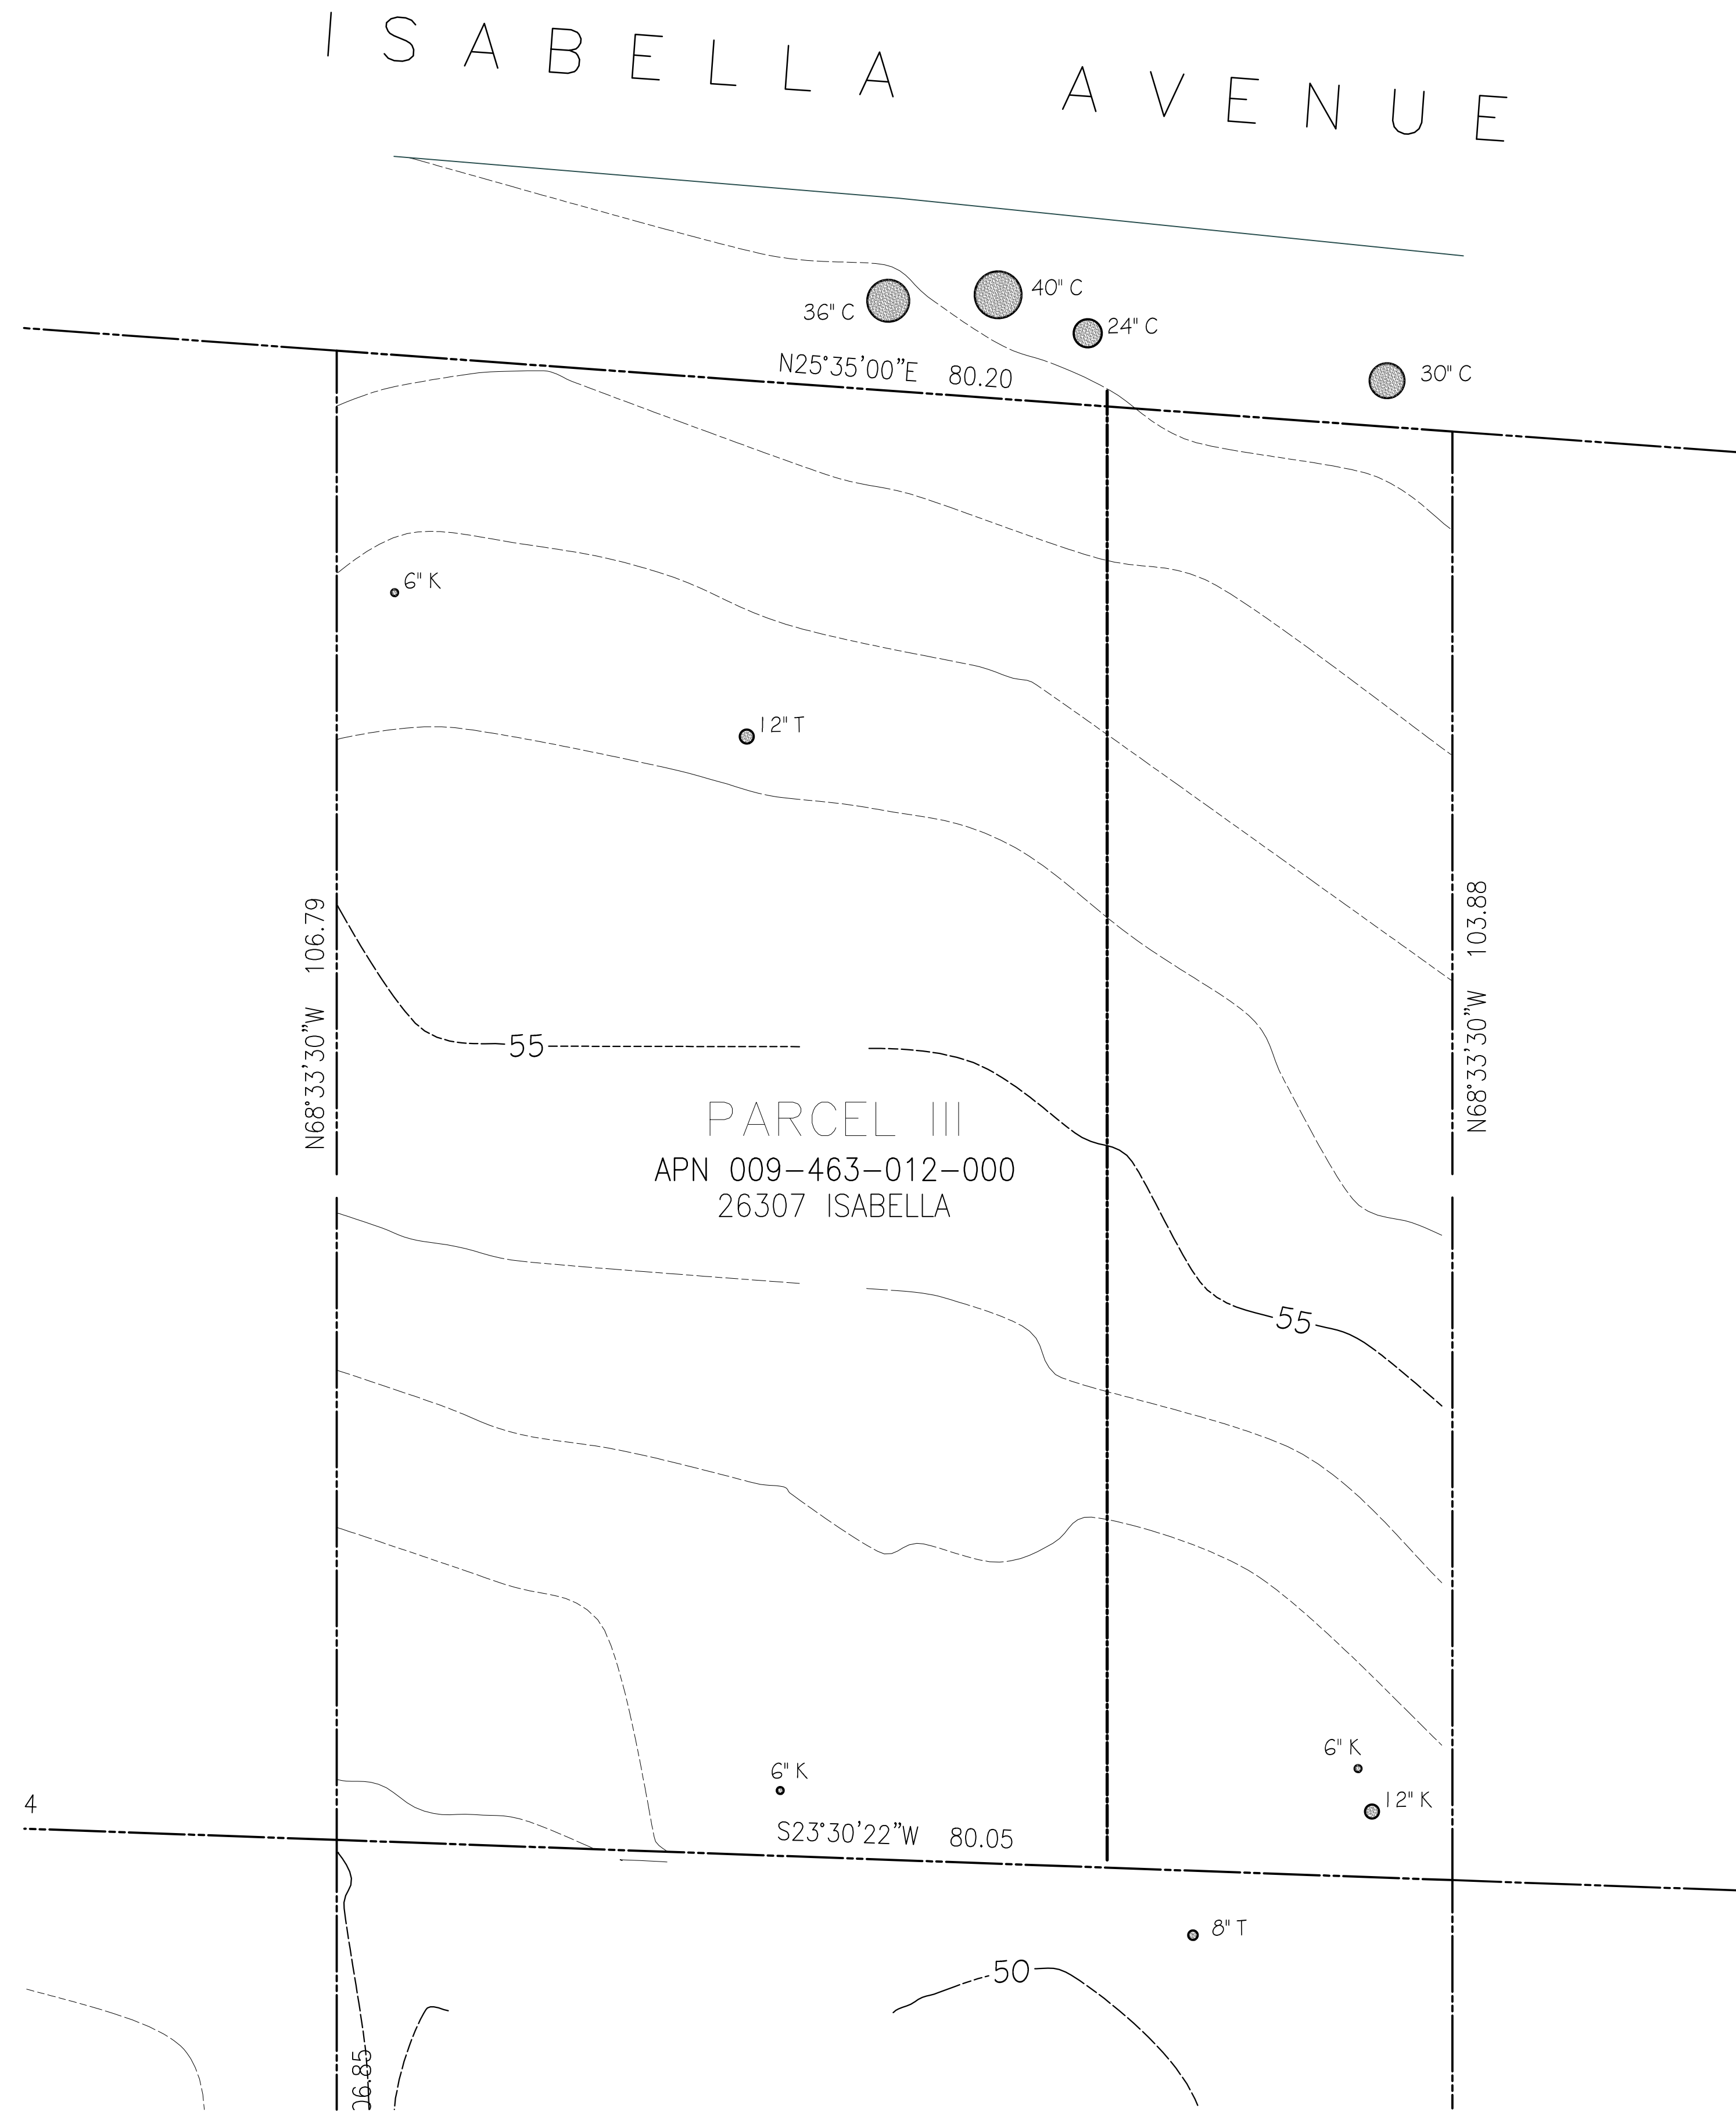 ISABELLA AVENUE
36" C
40" C
24" C
30" C
N25°35'00"E 80.20
6" K
12" T
N68°33'30"W 106.79
N68°33'30"W 103.88
55
PARCEL III
APN 009-463-012-000
26307 ISABELLA
55
6" K
6" K
12" K
4
S23°30'22"W 80.05
8" T
50
06.85